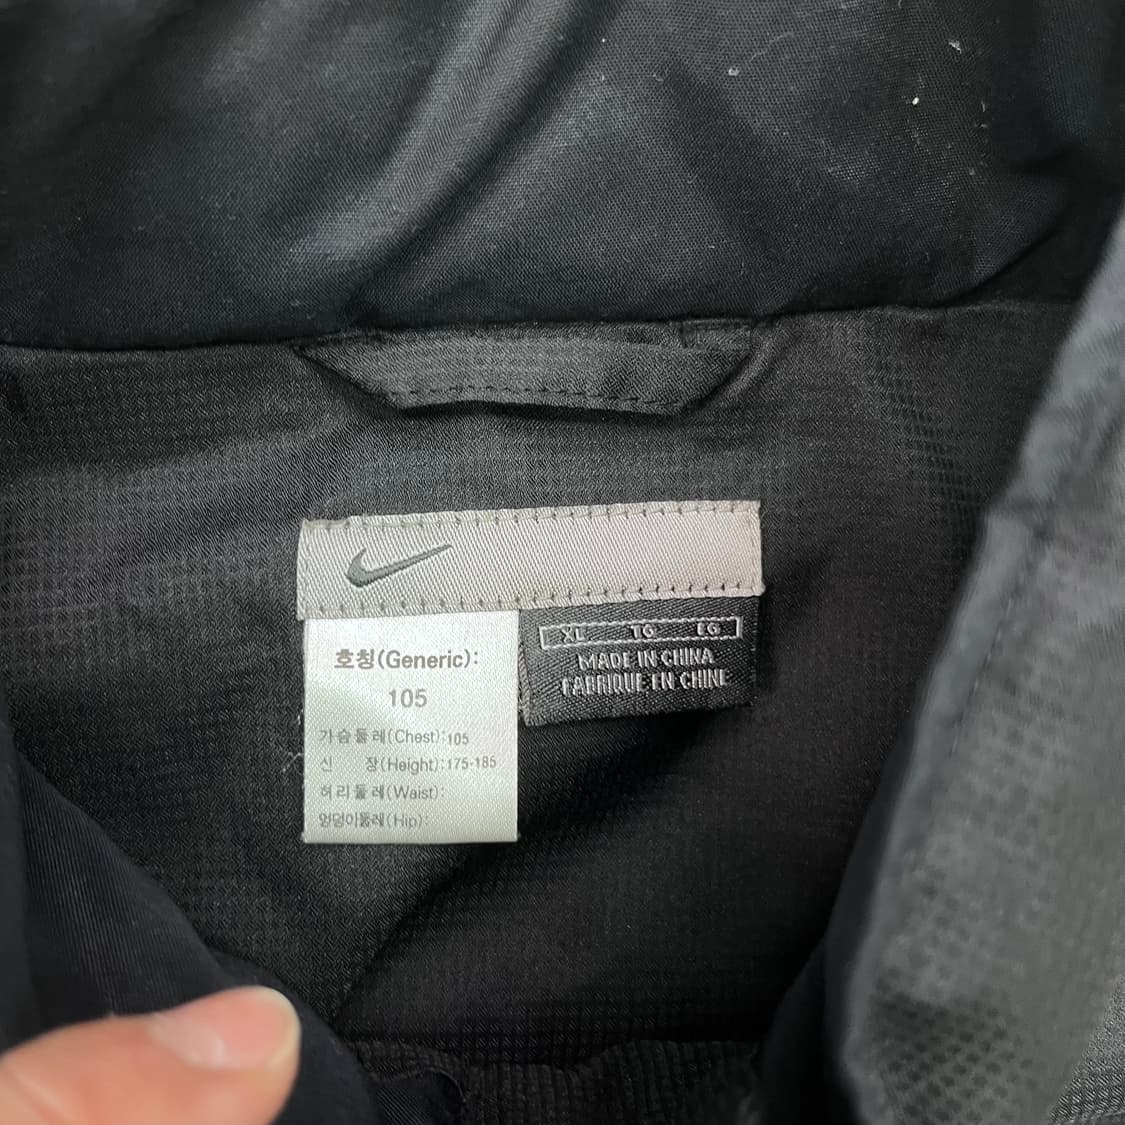 호칭(Generic):
105
가슴둘레(Chest):105
신 장(Height):175-185
허리둘레(Waist):
엉덩이둘레(Hip):
XL TG EG
MADE IN CHINA
FABRIQUE EN CHINE